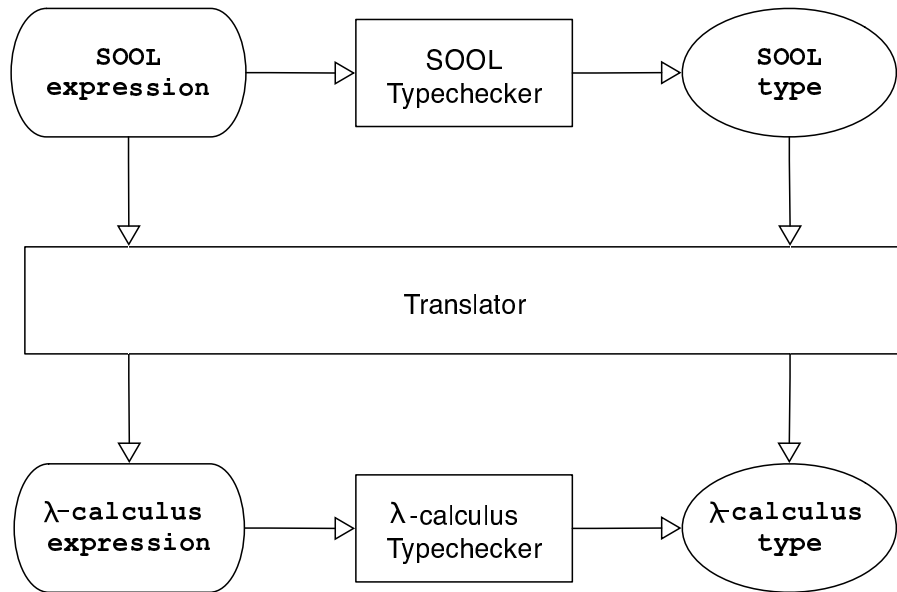 SOOL
expression
SOOL
Typechecker
SOOL
type
Translator
λ-calculus
expression
λ-calculus
Typechecker
λ-calculus
type